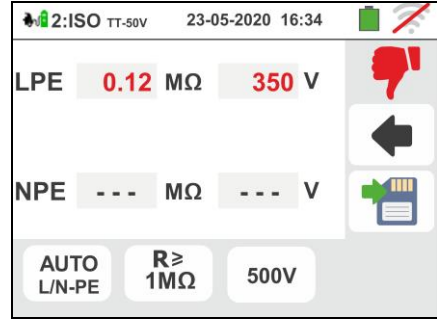 2:ISO TT-50V 23-05-2020 16:34
LPE 0.12 MΩ 350 V
NPE - - - MΩ - - - V
AUTO L/N-PE
R≥ 1MΩ
500V